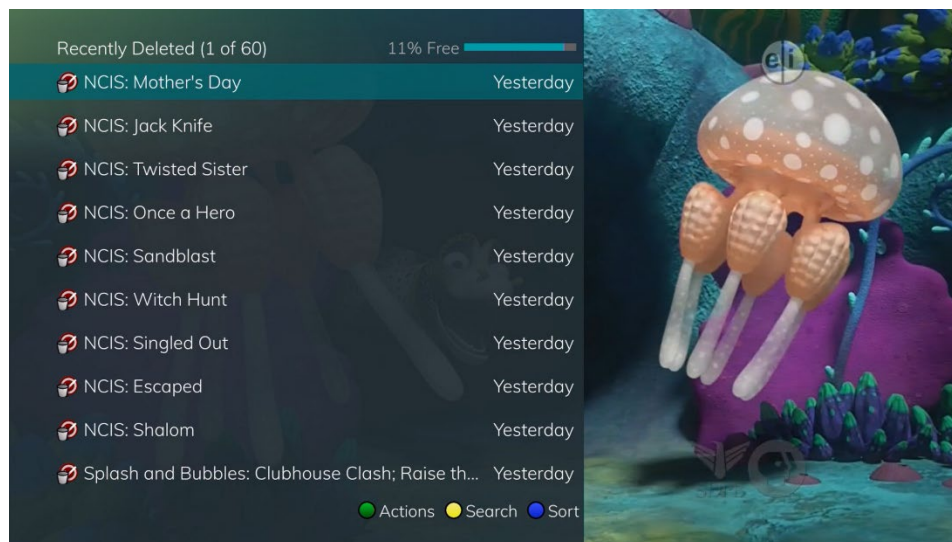 Recently Deleted (1 of 60) 11% Free
NCIS: Mother's Day Yesterday
NCIS: Jack Knife Yesterday
NCIS: Twisted Sister Yesterday
NCIS: Once a Hero Yesterday
NCIS: Sandblast Yesterday
NCIS: Witch Hunt Yesterday
NCIS: Singled Out Yesterday
NCIS: Escaped Yesterday
NCIS: Shalom Yesterday
Splash and Bubbles: Clubhouse Clash; Raise th... Yesterday
Actions Search Sort
e/i